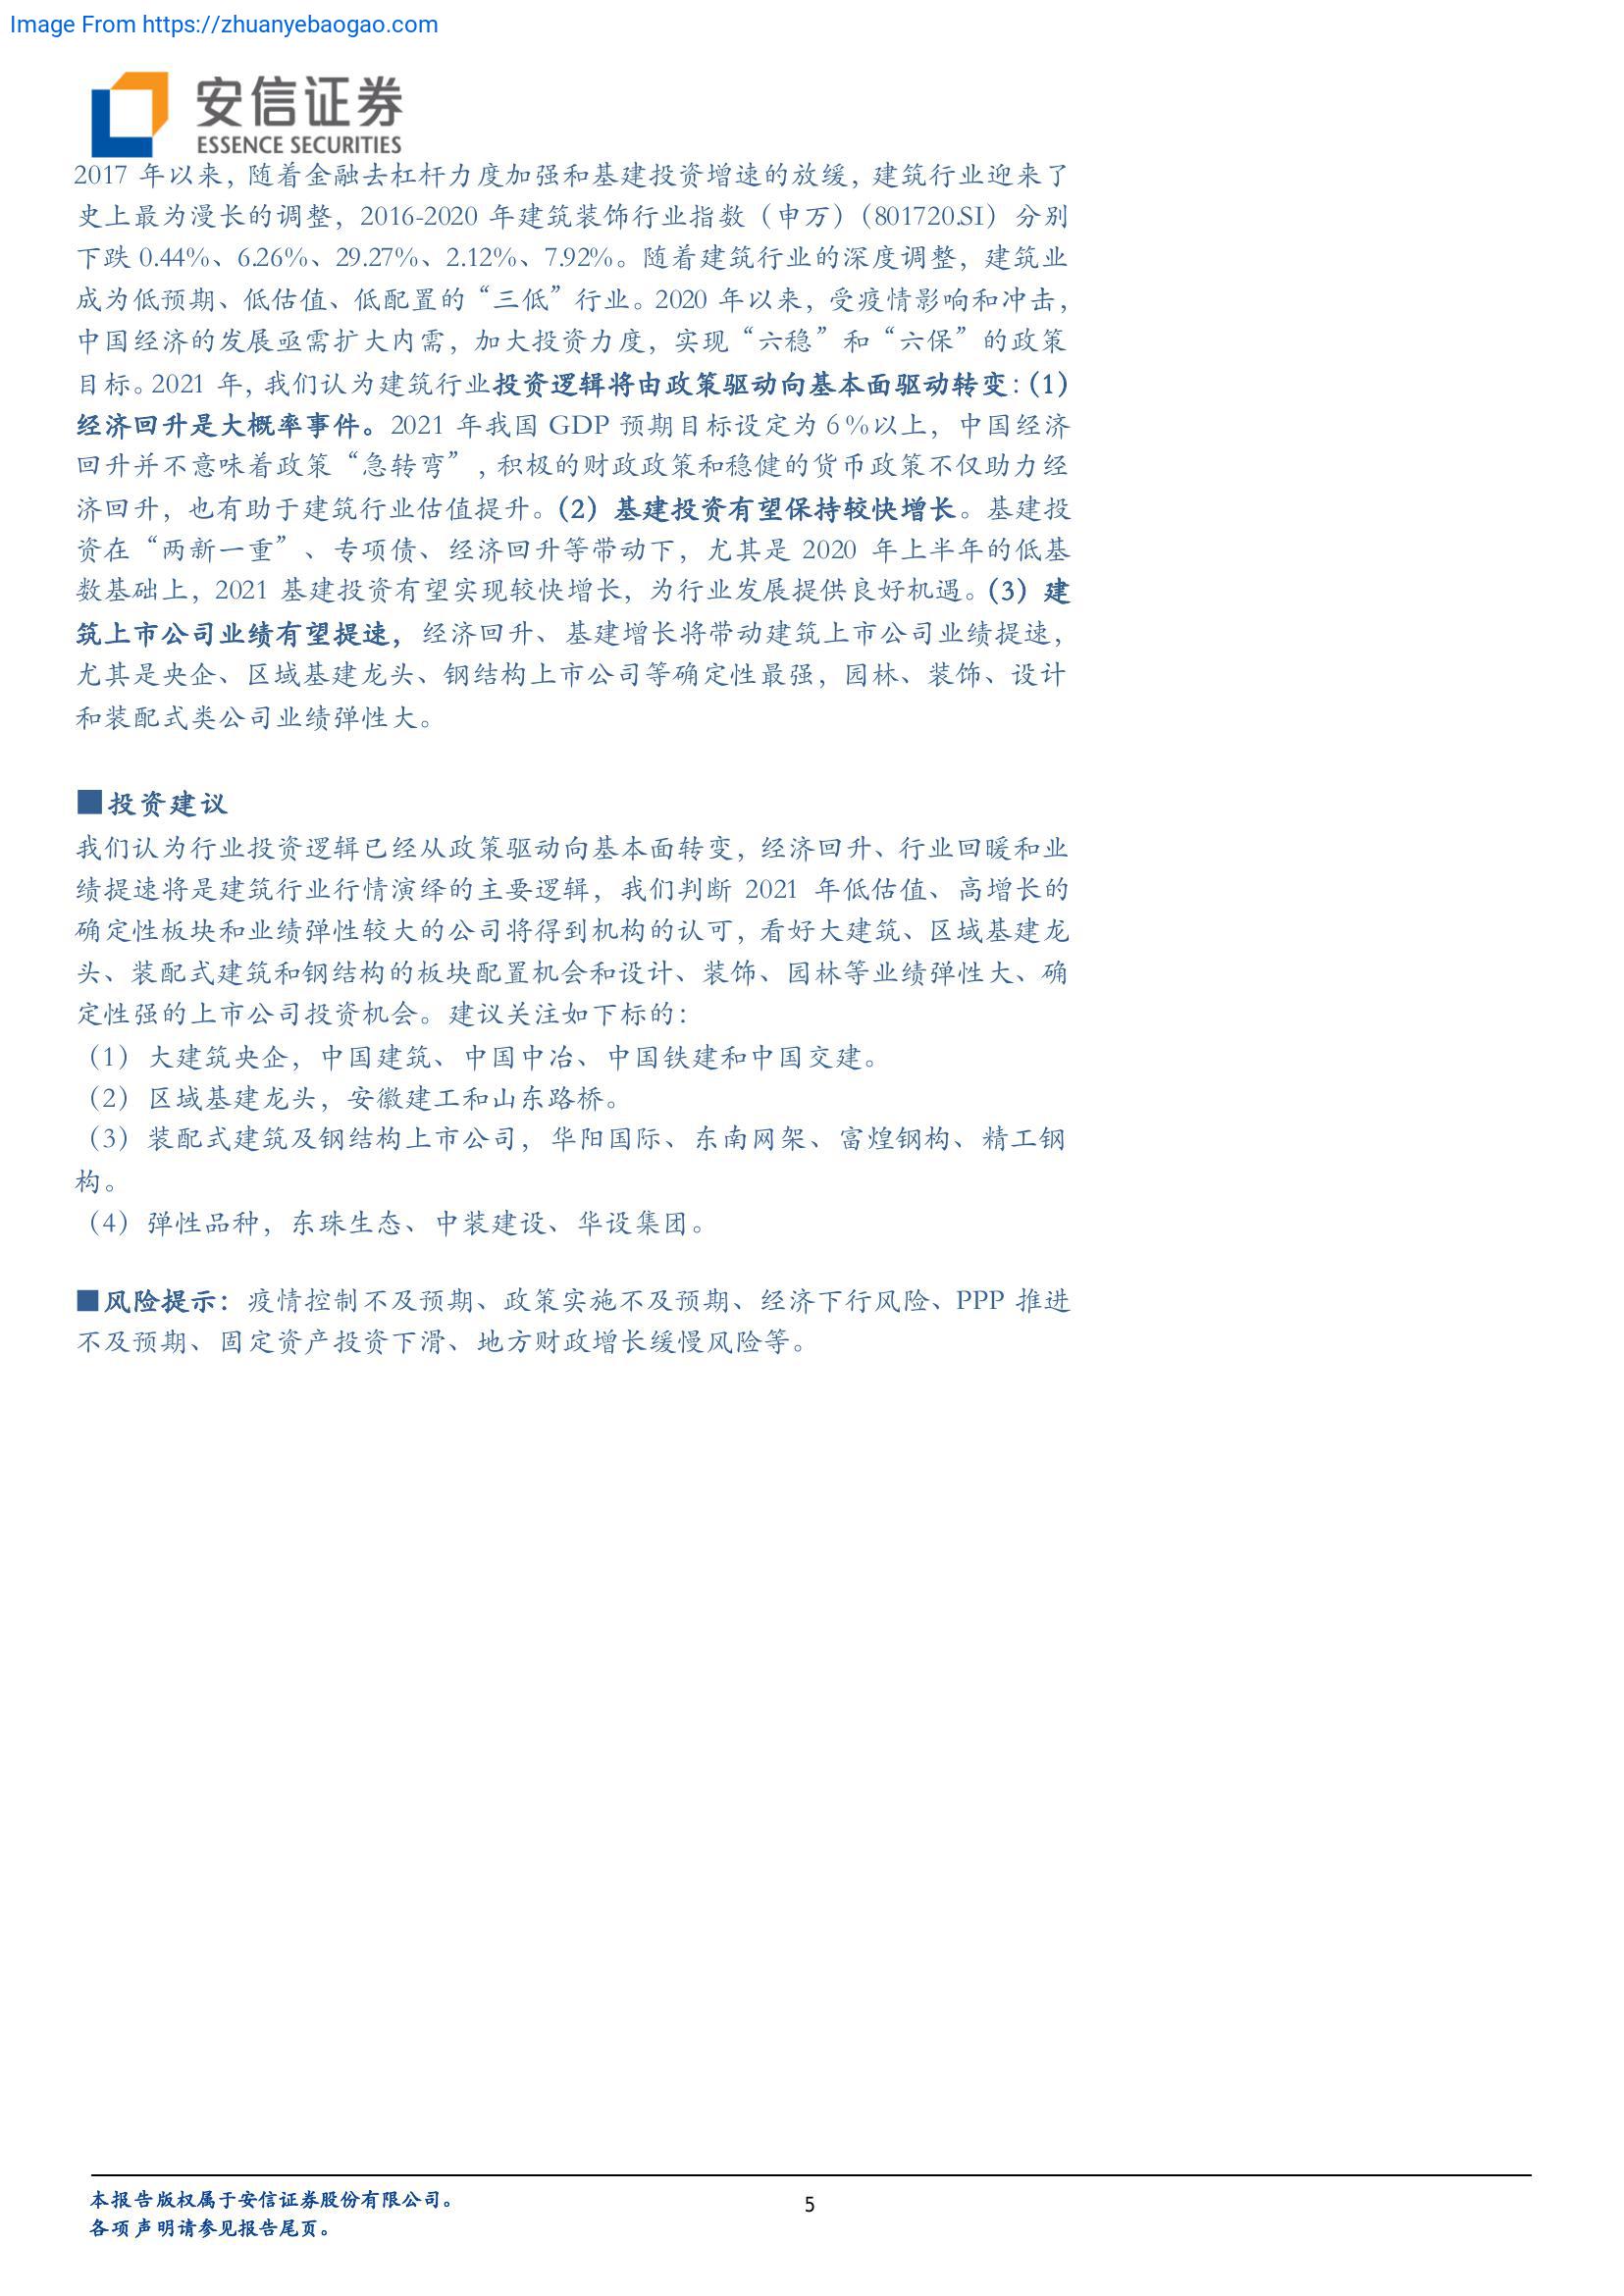 Image From https://zhuanyebaogao.com
安信证券
ESSENCE SECURITIES
2017 年以来，随着金融去杠杆力度加强和基建投资增速的放缓，建筑行业迎来了
史上最为漫长的调整，2016-2020 年建筑装饰行业指数（申万）（801720.SI）分别
下跌 0.44%、6.26%、29.27%、2.12%、7.92%。随着建筑行业的深度调整，建筑业
成为低预期、低估值、低配置的“三低”行业。2020 年以来，受疫情影响和冲击，
中国经济的发展亟需扩大内需，加大投资力度，实现“六稳”和“六保”的政策
目标。2021 年，我们认为建筑行业投资逻辑将由政策驱动向基本面驱动转变：（1）
经济回升是大概率事件。2021 年我国 GDP 预期目标设定为 6%以上，中国经济
回升并不意味着政策“急转弯”，积极的财政政策和稳健的货币政策不仅助力经
济回升，也有助于建筑行业估值提升。（2）基建投资有望保持较快增长。基建投
资在“两新一重”、专项债、经济回升等带动下，尤其是 2020 年上半年的低基
数基础上，2021 基建投资有望实现较快增长，为行业发展提供良好机遇。（3）建
筑上市公司业绩有望提速，经济回升、基建增长将带动建筑上市公司业绩提速，
尤其是央企、区域基建龙头、钢结构上市公司等确定性最强，园林、装饰、设计
和装配式类公司业绩弹性大。
■投资建议
我们认为行业投资逻辑已经从政策驱动向基本面转变，经济回升、行业回暖和业
绩提速将是建筑行业行情演绎的主要逻辑，我们判断 2021 年低估值、高增长的
确定性板块和业绩弹性较大的公司将得到机构的认可，看好大建筑、区域基建龙
头、装配式建筑和钢结构的板块配置机会和设计、装饰、园林等业绩弹性大、确
定性强的上市公司投资机会。建议关注如下标的：
（1）大建筑央企，中国建筑、中国中冶、中国铁建和中国交建。
（2）区域基建龙头，安徽建工和山东路桥。
（3）装配式建筑及钢结构上市公司，华阳国际、东南网架、富煌钢构、精工钢
构。
（4）弹性品种，东珠生态、中装建设、华设集团。
■风险提示：疫情控制不及预期、政策实施不及预期、经济下行风险、PPP 推进
不及预期、固定资产投资下滑、地方财政增长缓慢风险等。
本报告版权属于安信证券股份有限公司。
各项声明请参见报告尾页。
5